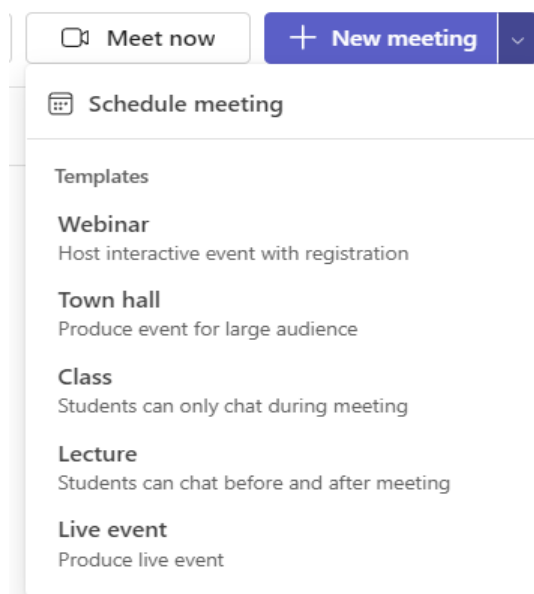 Meet now
+ New meeting
Schedule meeting
Templates
Webinar
Host interactive event with registration
Town hall
Produce event for large audience
Class
Students can only chat during meeting
Lecture
Students can chat before and after meeting
Live event
Produce live event